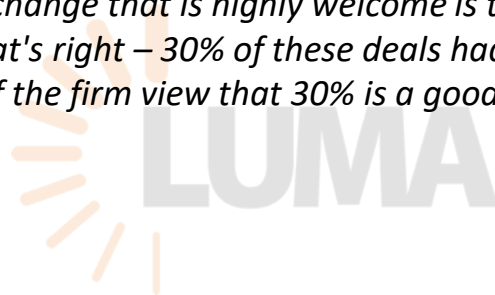 change that is highly welcome is t
at's right – 30% of these deals had
f the firm view that 30% is a good
LUMA